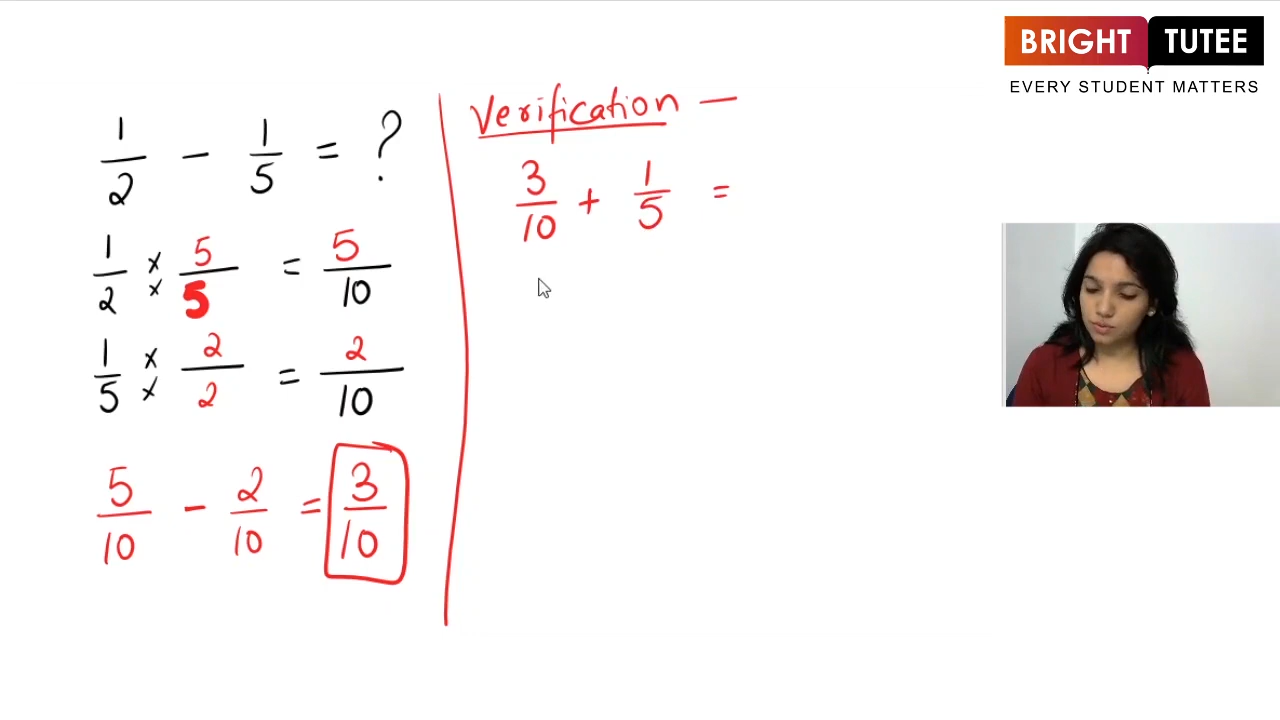 BRIGHT TUTEE
EVERY STUDENT MATTERS
1/2 - 1/5 = ?
1/2 × 5/5 = 5/10
1/5 × 2/2 = 2/10
5/10 - 2/10 = 3/10
Verification —
3/10 + 1/5 =